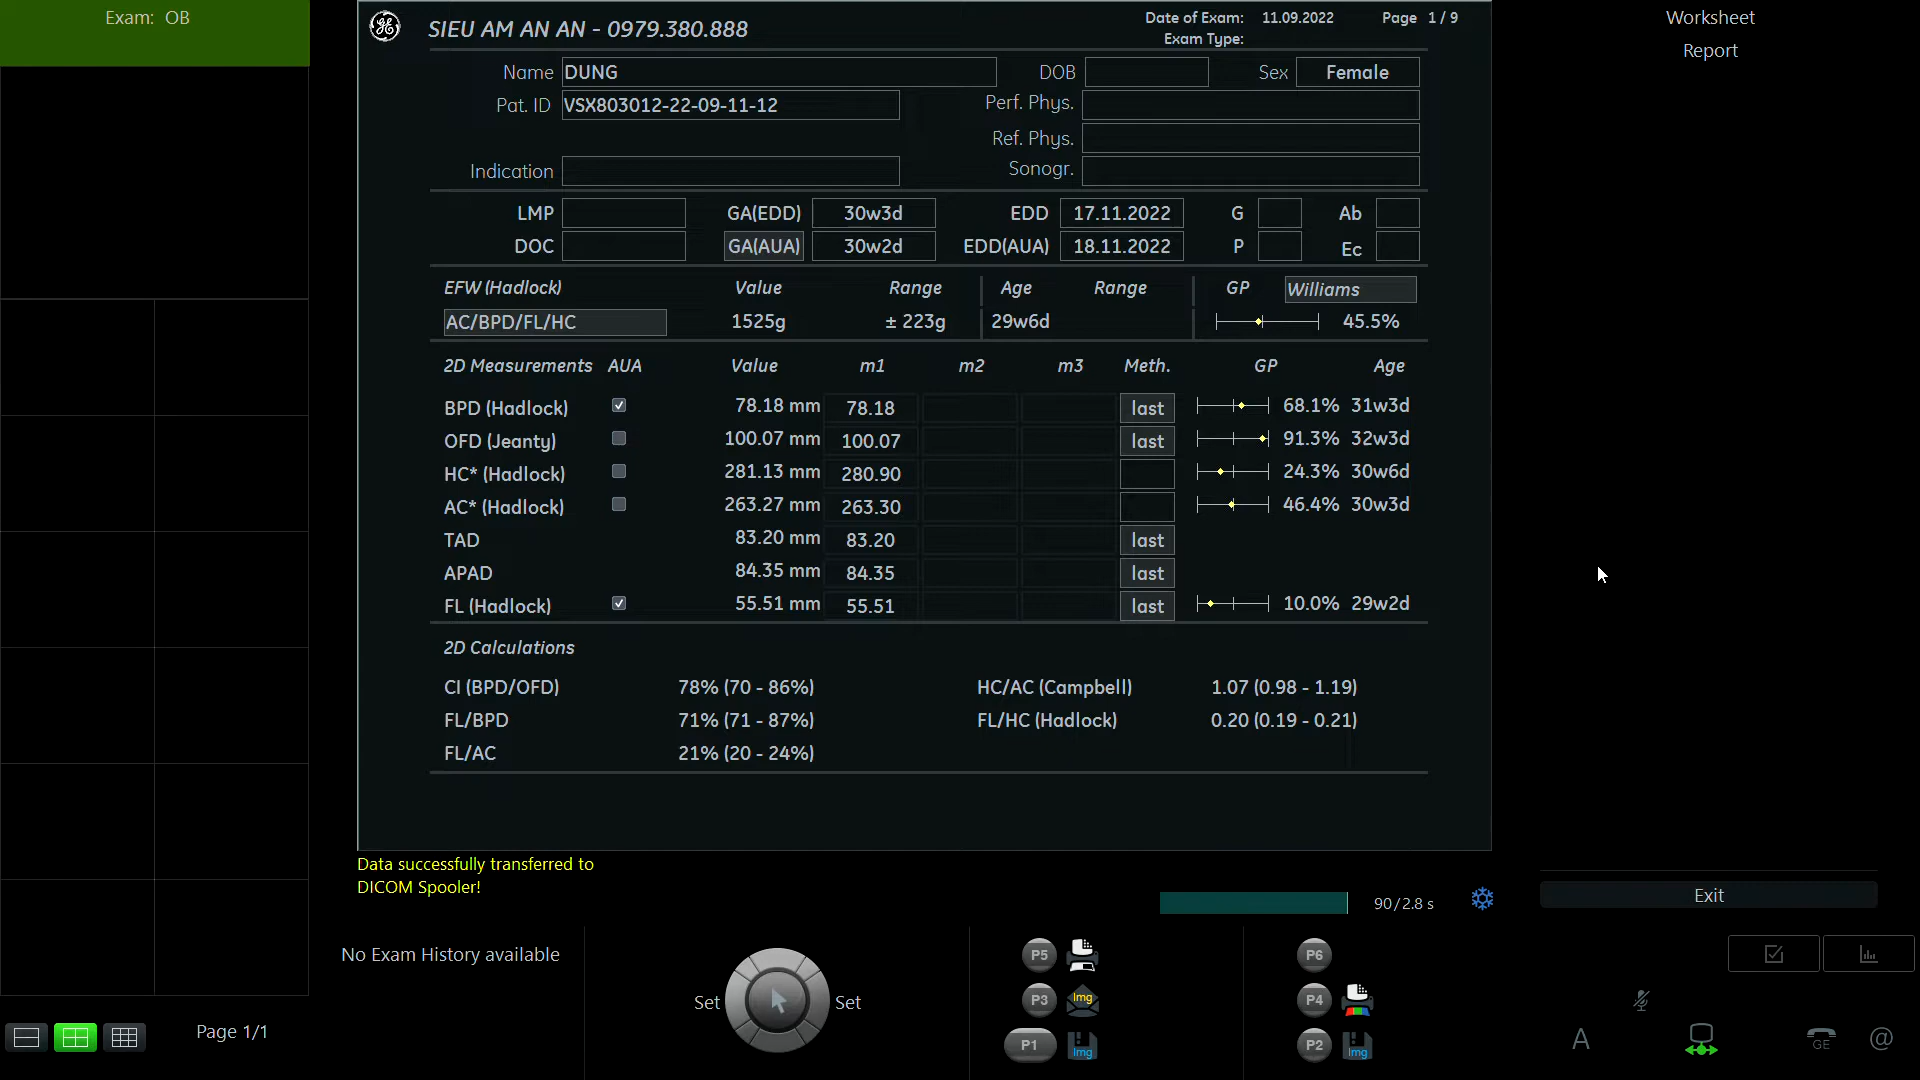 Exam: OB
SIEU AM AN AN - 0979.380.888
Date of Exam: 11.09.2022 Page 1 / 9
Exam Type:
Worksheet
Report
Name DUNG DOB Sex Female
Pat. ID VSX803012-22-09-11-12 Perf. Phys.
Ref. Phys.
Indication Sonogr.
LMP GA(EDD) 30w3d EDD 17.11.2022 G Ab
DOC GA(AUA) 30w2d EDD(AUA) 18.11.2022 P Ec
EFW (Hadlock) Value Range Age Range GP Williams
AC/BPD/FL/HC 1525g ± 223g 29w6d 45.5%
2D Measurements AUA Value m1 m2 m3 Meth. GP Age
BPD (Hadlock) 78.18 mm 78.18 last 68.1% 31w3d
OFD (Jeanty) 100.07 mm 100.07 last 91.3% 32w3d
HC* (Hadlock) 281.13 mm 280.90 24.3% 30w6d
AC* (Hadlock) 263.27 mm 263.30 46.4% 30w3d
TAD 83.20 mm 83.20 last
APAD 84.35 mm 84.35 last
FL (Hadlock) 55.51 mm 55.51 last 10.0% 29w2d
2D Calculations
CI (BPD/OFD) 78% (70 - 86%) HC/AC (Campbell) 1.07 (0.98 - 1.19)
FL/BPD 71% (71 - 87%) FL/HC (Hadlock) 0.20 (0.19 - 0.21)
FL/AC 21% (20 - 24%)
Data successfully transferred to
DICOM Spooler!
90 / 2.8 s
Exit
No Exam History available
Set Set
P5 P6
P3 Img P4
P1 Img P2 Img
Page 1/1
A GE @